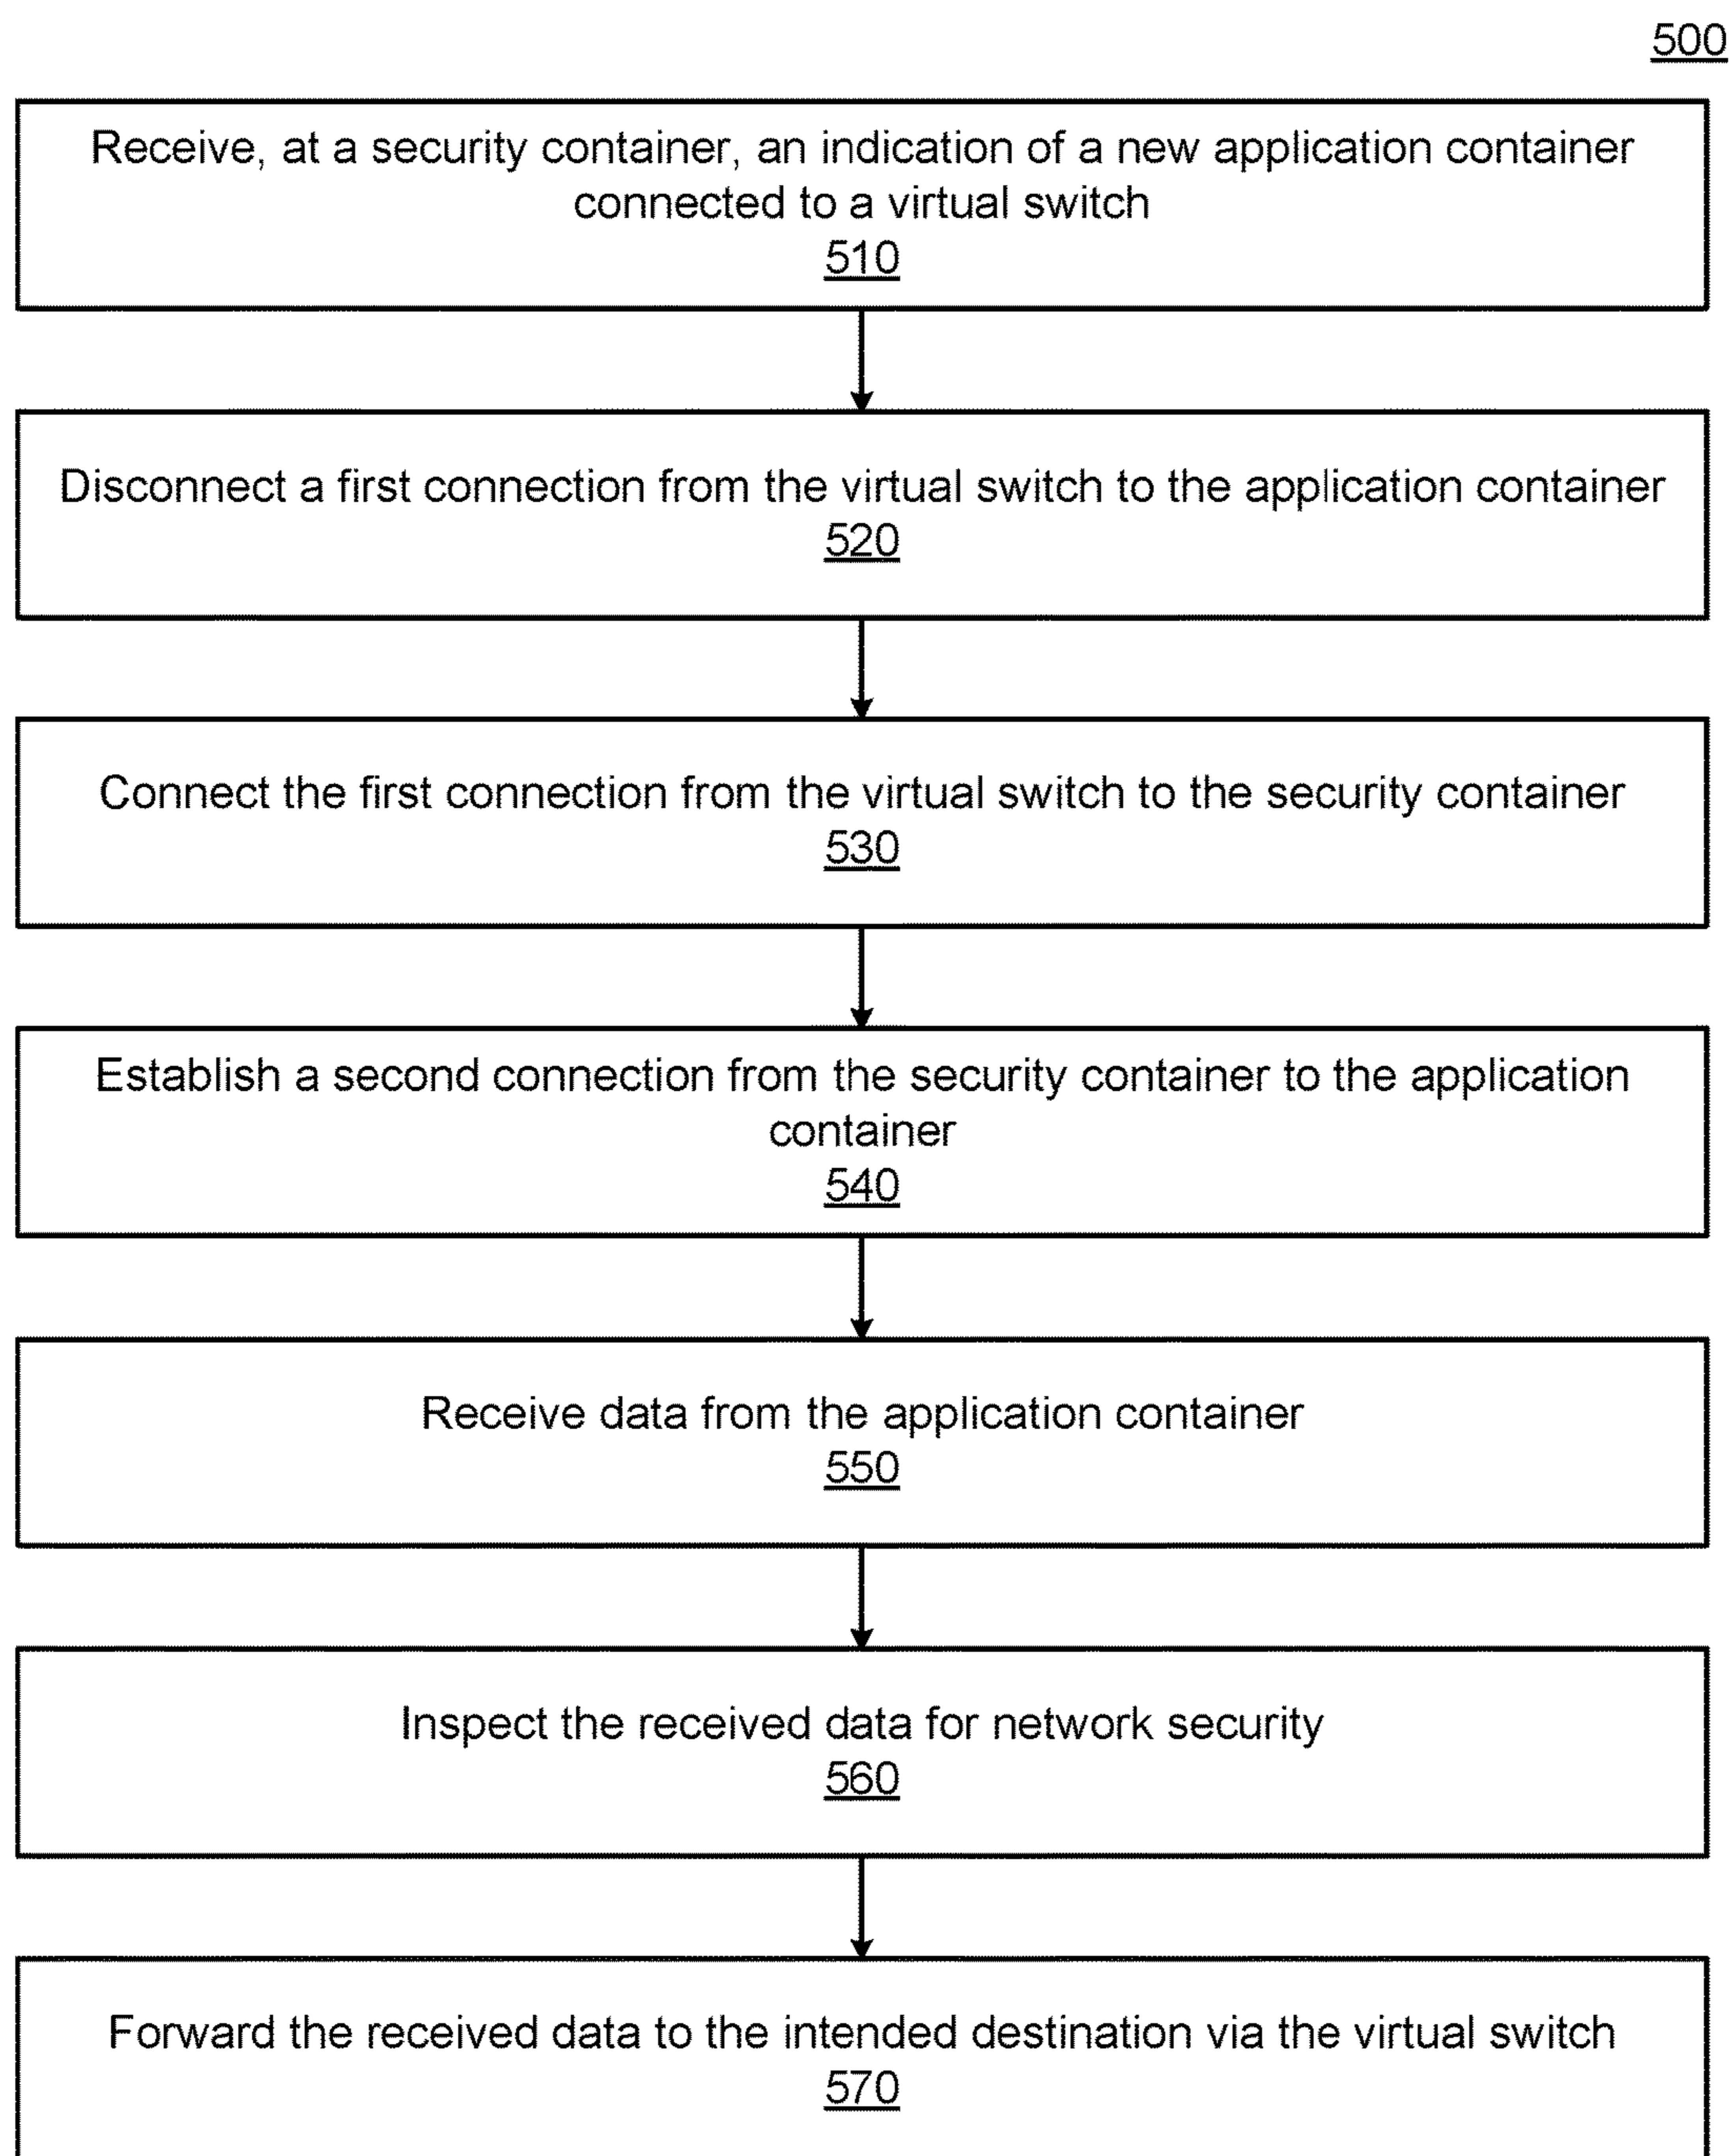 500
Receive, at a security container, an indication of a new application container
connected to a virtual switch
510
Disconnect a first connection from the virtual switch to the application container
520
Connect the first connection from the virtual switch to the security container
530
Establish a second connection from the security container to the application
container
540
Receive data from the application container
550
Inspect the received data for network security
560
Forward the received data to the intended destination via the virtual switch
570